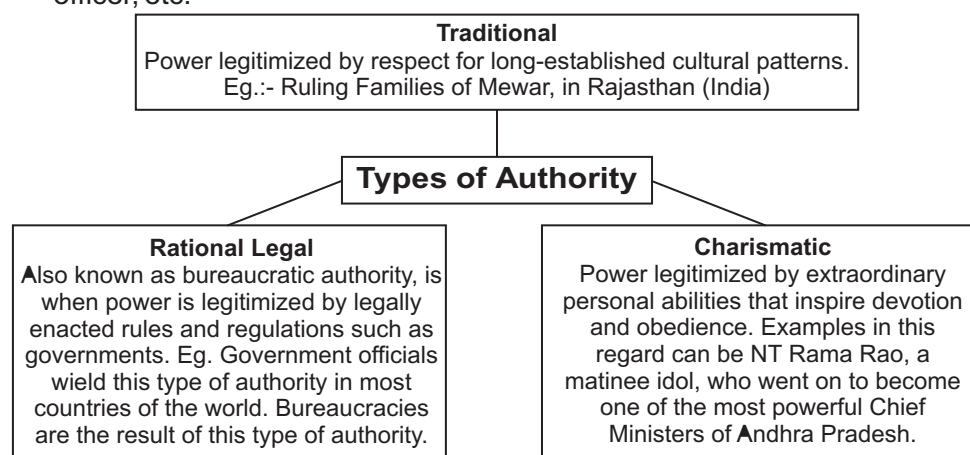 officer, etc.
Traditional
Power legitimized by respect for long-established cultural patterns.
Eg.:- Ruling Families of Mewar, in Rajasthan (India)
Types of Authority
Rational Legal
Also known as bureaucratic authority, is
when power is legitimized by legally
enacted rules and regulations such as
governments. Eg. Government officials
wield this type of authority in most
countries of the world. Bureaucracies
are the result of this type of authority.
Charismatic
Power legitimized by extraordinary
personal abilities that inspire devotion
and obedience. Examples in this
regard can be NT Rama Rao, a
matinee idol, who went on to become
one of the most powerful Chief
Ministers of Andhra Pradesh.